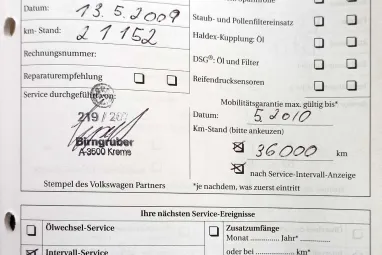 Datum: 13.5.2009
km-Stand: 21152
Rechnungsnummer:
Reparaturempfehlung
Service durchgeführt von:
219 /
Birngruber
A-3500 Krems
Stempel des Volkswagen Partners
Staub- und Pollenfiltereinsatz
Haldex-Kupplung: Öl
DSG®: Öl und Filter
Reifendrucksensoren
Mobilitätsgarantie max. gültig bis*
Datum: 5.2010
Km-Stand (bitte ankeuzen)
36000 km
nach Service-Intervall-Anzeige
*je nachdem, was zuerst eintritt
Ihre nächsten Service-Ereignisse
Ölwechsel-Service
Intervall-Service
Zusatzumfänge
Monat Jahr*
oder bei km*